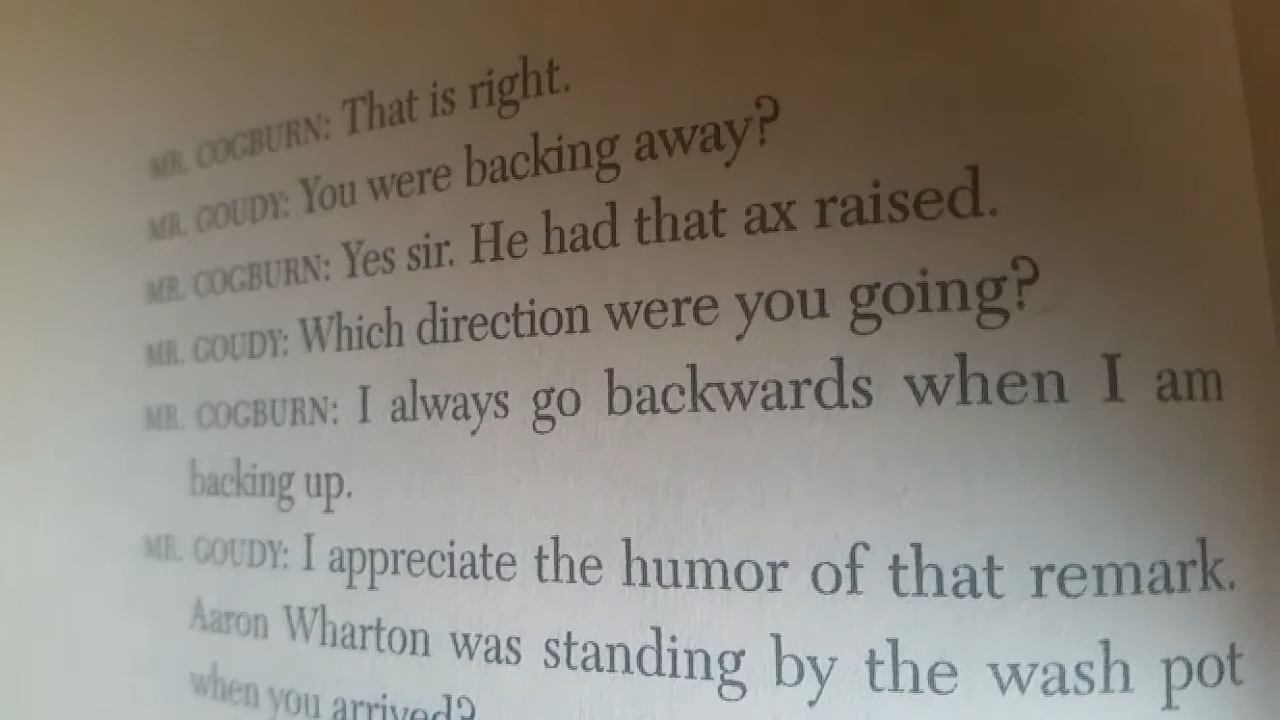 MR. COGBURN: That is right.
MR. GOUDY: You were backing away?
MR. COGBURN: Yes sir. He had that ax raised.
MR. GOUDY: Which direction were you going?
MR. COGBURN: I always go backwards when I am
backing up.
MR. GOUDY: I appreciate the humor of that remark.
Aaron Wharton was standing by the wash pot
when you arrived?